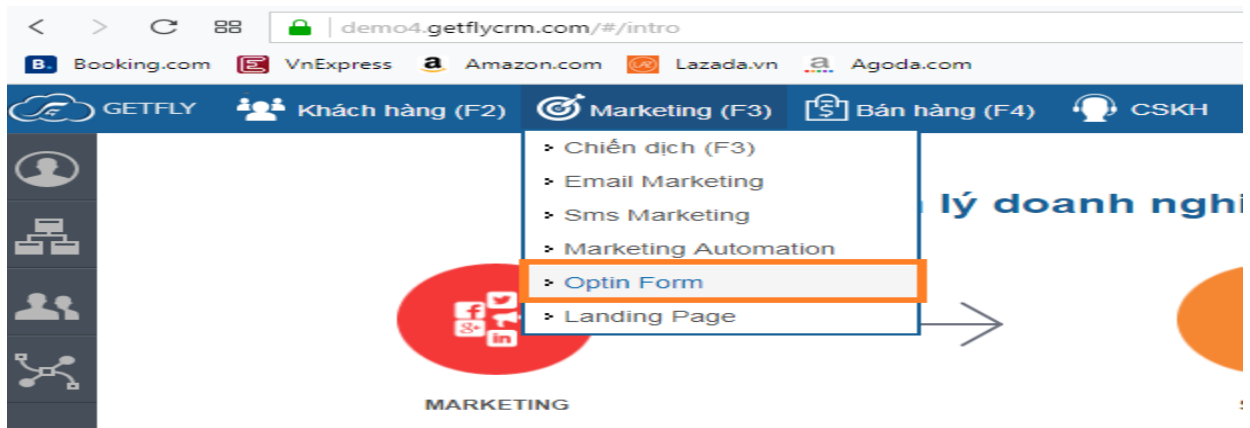 demo4.getflycrm.com/#/intro
B. Booking.com VnExpress a Amazon.com Lazada.vn a Agoda.com
GETFLY Khách hàng (F2) Marketing (F3) Bán hàng (F4) CSKH
Chiến dịch (F3)
Email Marketing
Sms Marketing
lý doanh nghi
Marketing Automation
Optin Form
Landing Page
MARKETING